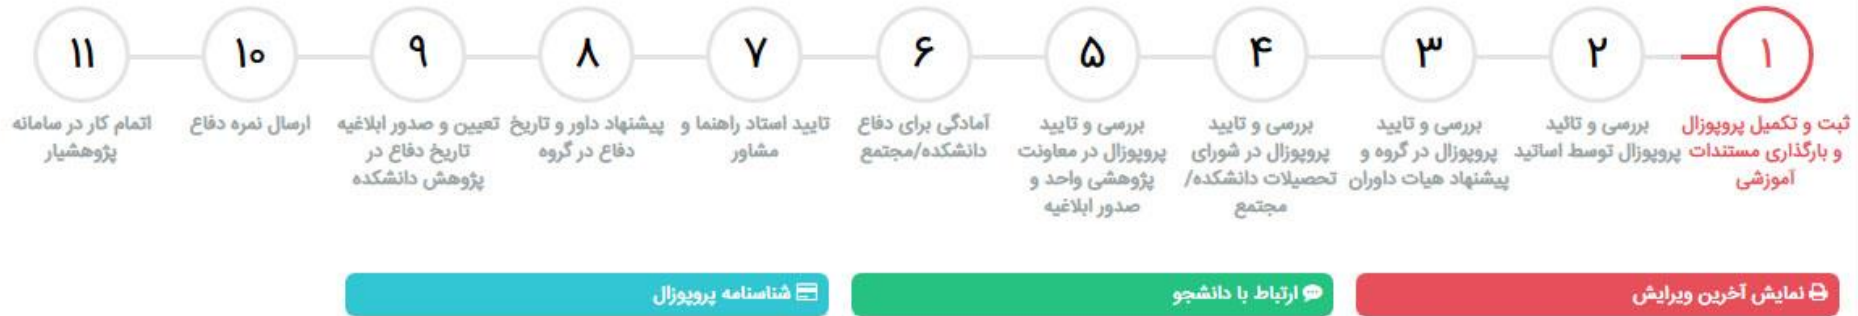 ۱
ثبت و تکمیل پروپوزال
و بارگذاری مستندات
آموزشی
۲
بررسی و تائید
پروپوزال توسط اساتید
۳
بررسی و تایید
پروپوزال در گروه و
پیشنهاد هیات داوران
۴
بررسی و تایید
پروپوزال در شورای
تحصیلات دانشکده/
مجتمع
۵
بررسی و تایید
پروپوزال در معاونت
پژوهشی واحد و
صدور ابلاغیه
۶
آمادگی برای دفاع
دانشکده/مجتمع
۷
تایید استاد راهنما و
مشاور
۸
پیشنهاد داور و تاریخ
دفاع در گروه
۹
تعیین و صدور ابلاغیه
تاریخ دفاع در
پژوهش دانشکده
۱۰
ارسال نمره دفاع
۱۱
اتمام کار در سامانه
پژوهشیار
نمایش آخرین ویرایش
ارتباط با دانشجو
شناسنامه پروپوزال